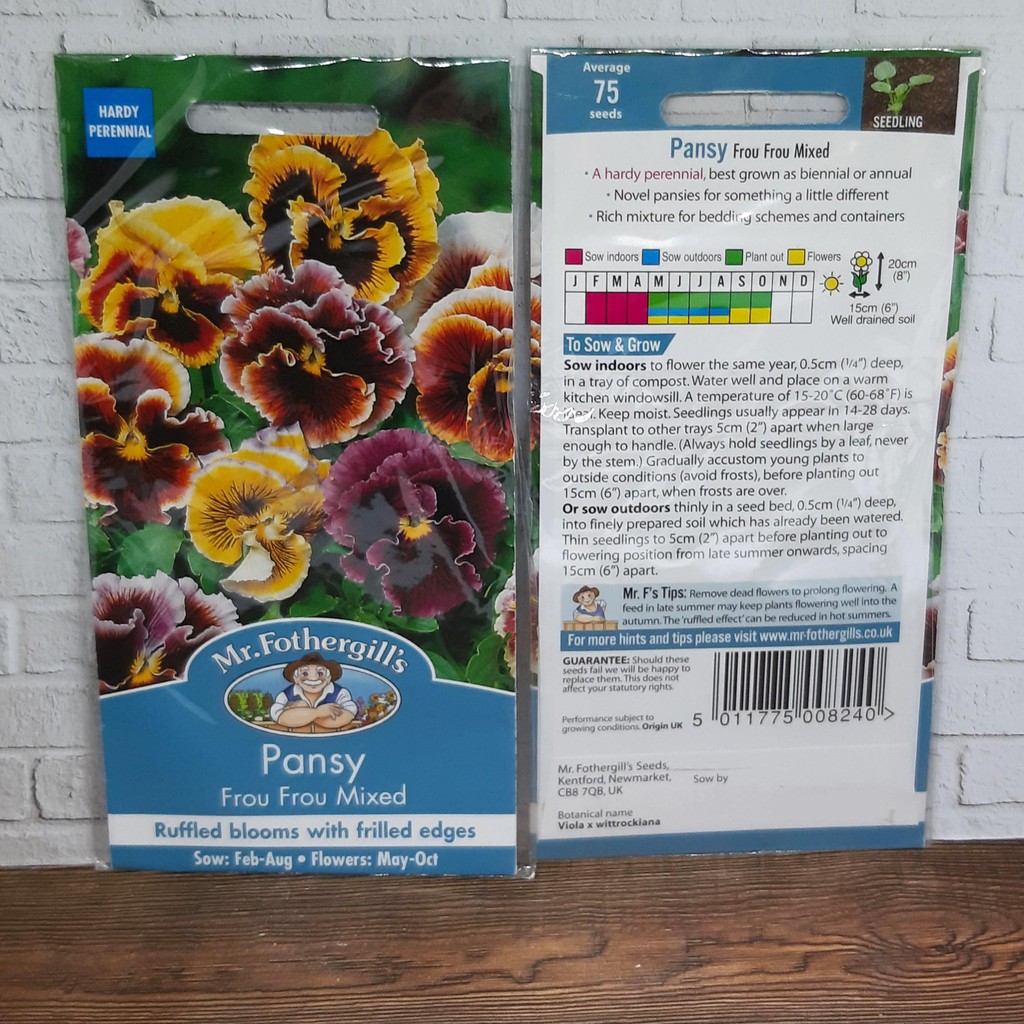 HARDY
PERENNIAL
Mr. Fothergill's
Pansy
Frou Frou Mixed
Ruffled blooms with frilled edges
Sow: Feb-Aug • Flowers: May-Oct
Average
75
seeds
SEEDLING
Pansy Frou Frou Mixed
• A hardy perennial, best grown as biennial or annual
• Novel pansies for something a little different
• Rich mixture for bedding schemes and containers
Sow indoors Sow outdoors Plant out Flowers
J F M A M J J A S O N D
20cm
(8")
15cm (6")
Well drained soil
To Sow & Grow
Sow indoors to flower the same year, 0.5cm (1/4") deep,
in a tray of compost. Water well and place on a warm
kitchen windowsill. A temperature of 15-20°C (60-68°F) is
ideal. Keep moist. Seedlings usually appear in 14-28 days.
Transplant to other trays 5cm (2") apart when large
enough to handle. (Always hold seedlings by a leaf, never
by the stem.) Gradually accustom young plants to
outside conditions (avoid frosts), before planting out
15cm (6") apart, when frosts are over.
Or sow outdoors thinly in a seed bed, 0.5cm (1/4") deep,
into finely prepared soil which has already been watered.
Thin seedlings to 5cm (2") apart before planting out to
flowering position from late summer onwards, spacing
15cm (6") apart.
Mr. F's Tips: Remove dead flowers to prolong flowering. A
feed in late summer may keep plants flowering well into the
autumn. The 'ruffled effect' can be reduced in hot summers.
For more hints and tips please visit www.mr-fothergills.co.uk
GUARANTEE: Should these
seeds fail we will be happy to
replace them. This does not
affect your statutory rights.
Performance subject to
growing conditions. Origin UK
5 011775 008240 >
Mr. Fothergill's Seeds,
Kentford, Newmarket,
CB8 7QB, UK
Sow by
Botanical name
Viola x wittrockiana